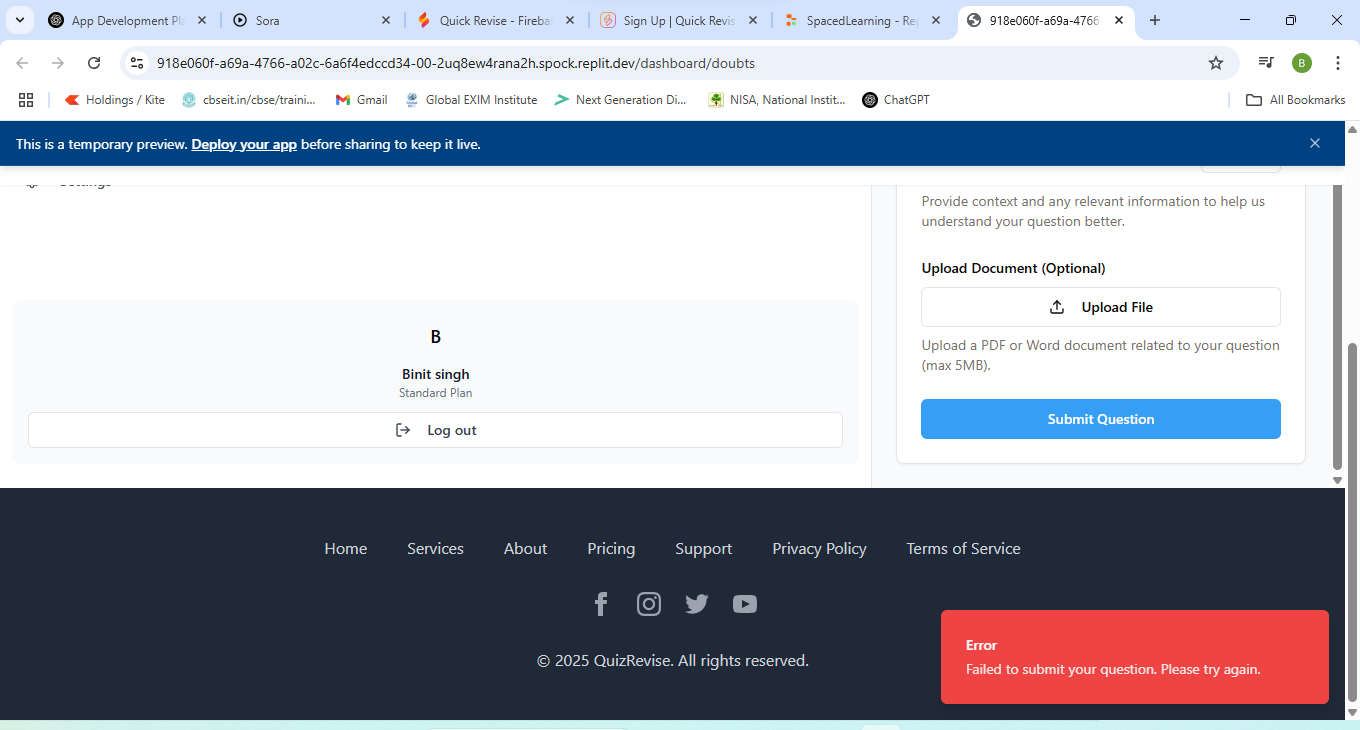 App Development Pla
Sora
Quick Revise - Fireba
Sign Up | Quick Revis
SpacedLearning - Rep
918e060f-a69a-4766
918e060f-a69a-4766-a02c-6a6f4edccd34-00-2uq8ew4rana2h.spock.replit.dev/dashboard/doubts
B
Holdings / Kite
cbseit.in/cbse/traini...
Gmail
Global EXIM Institute
Next Generation Di...
NISA, National Instit...
ChatGPT
All Bookmarks
This is a temporary preview. Deploy your app before sharing to keep it live.
Settings
B
Binit singh
Standard Plan
Log out
Provide context and any relevant information to help us
understand your question better.
Upload Document (Optional)
Upload File
Upload a PDF or Word document related to your question
(max 5MB).
Submit Question
Home Services About Pricing Support Privacy Policy Terms of Service
© 2025 QuizRevise. All rights reserved.
Error
Failed to submit your question. Please try again.